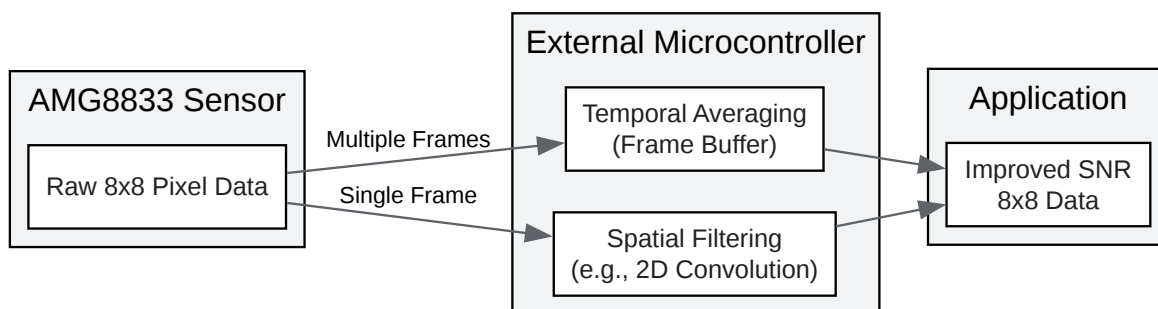 AMG8833 Sensor
Raw 8x8 Pixel Data
Multiple Frames
Single Frame
External Microcontroller
Temporal Averaging
(Frame Buffer)
Spatial Filtering
(e.g., 2D Convolution)
Application
Improved SNR
8x8 Data